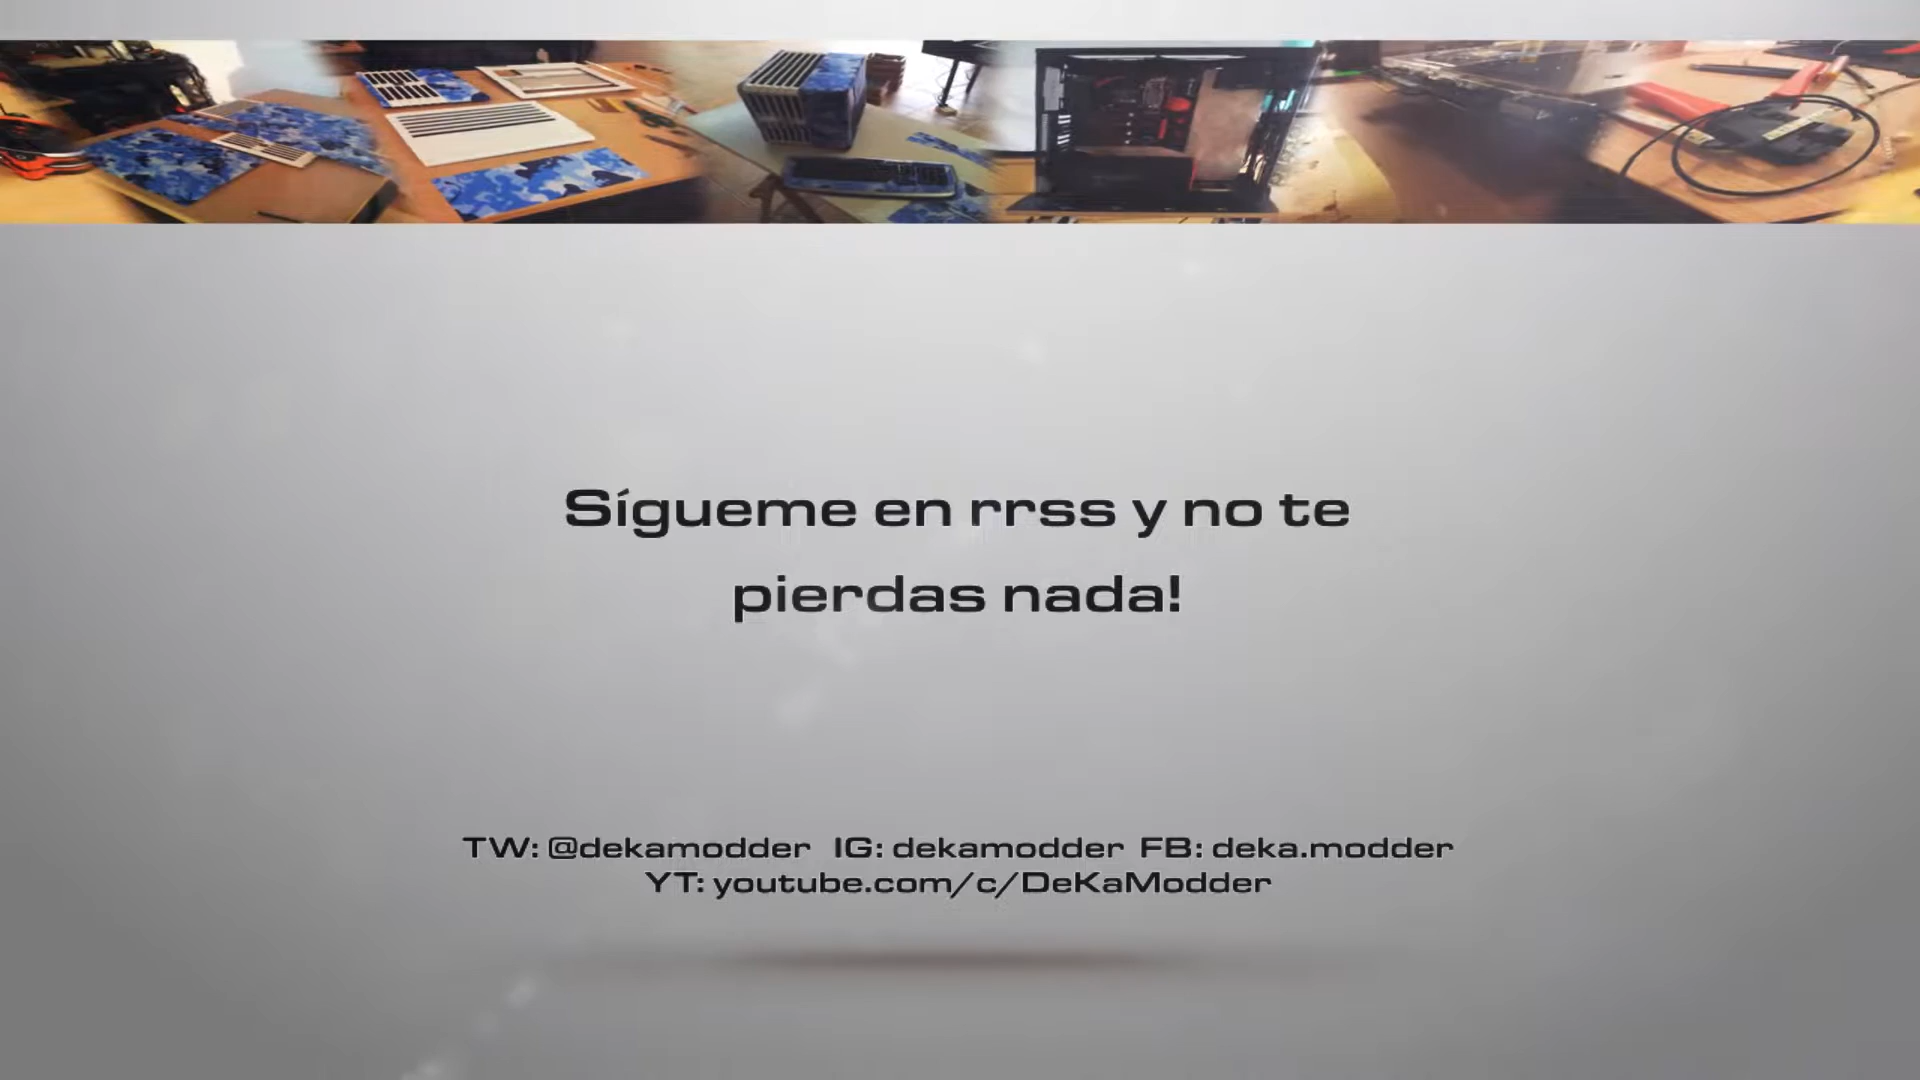 Sígueme en rrss y no te
pierdas nada!
TW: @dekamodder IG: dekamodder FB: deka.modder
YT: youtube.com/c/DeKaModder